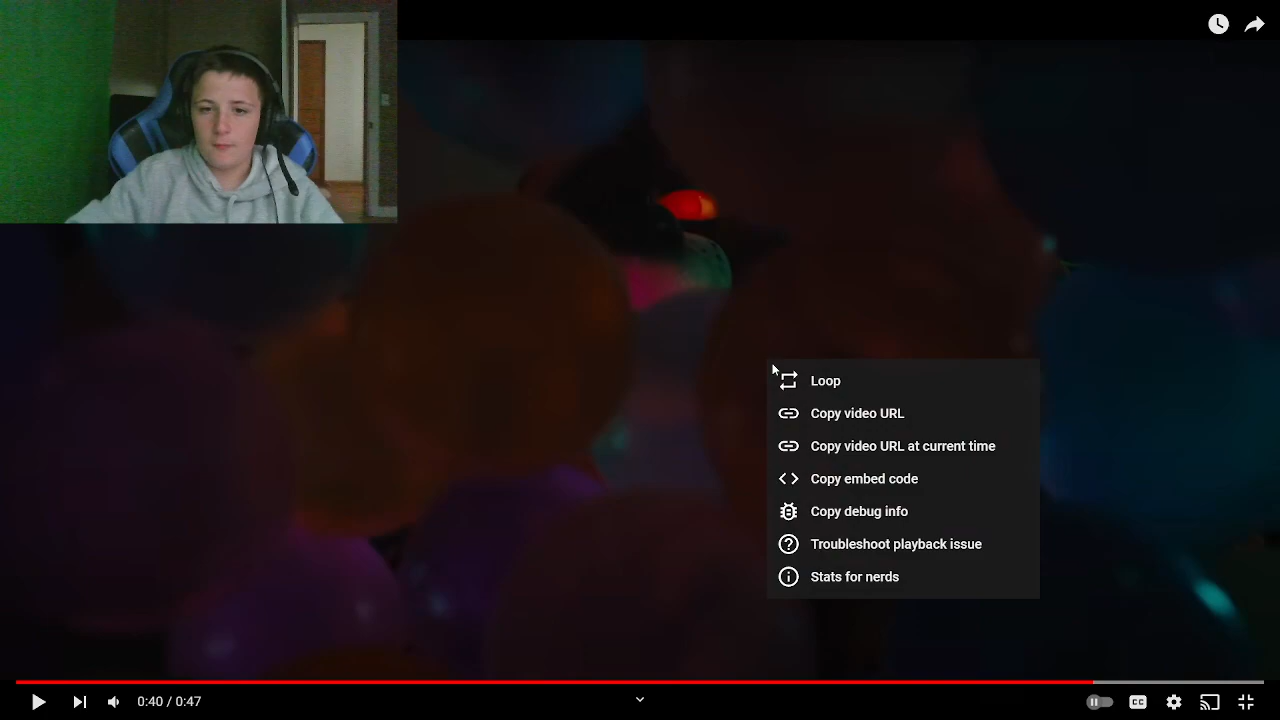 Loop
Copy video URL
Copy video URL at current time
Copy embed code
Copy debug info
Troubleshoot playback issue
Stats for nerds
0:40 / 0:47
CC